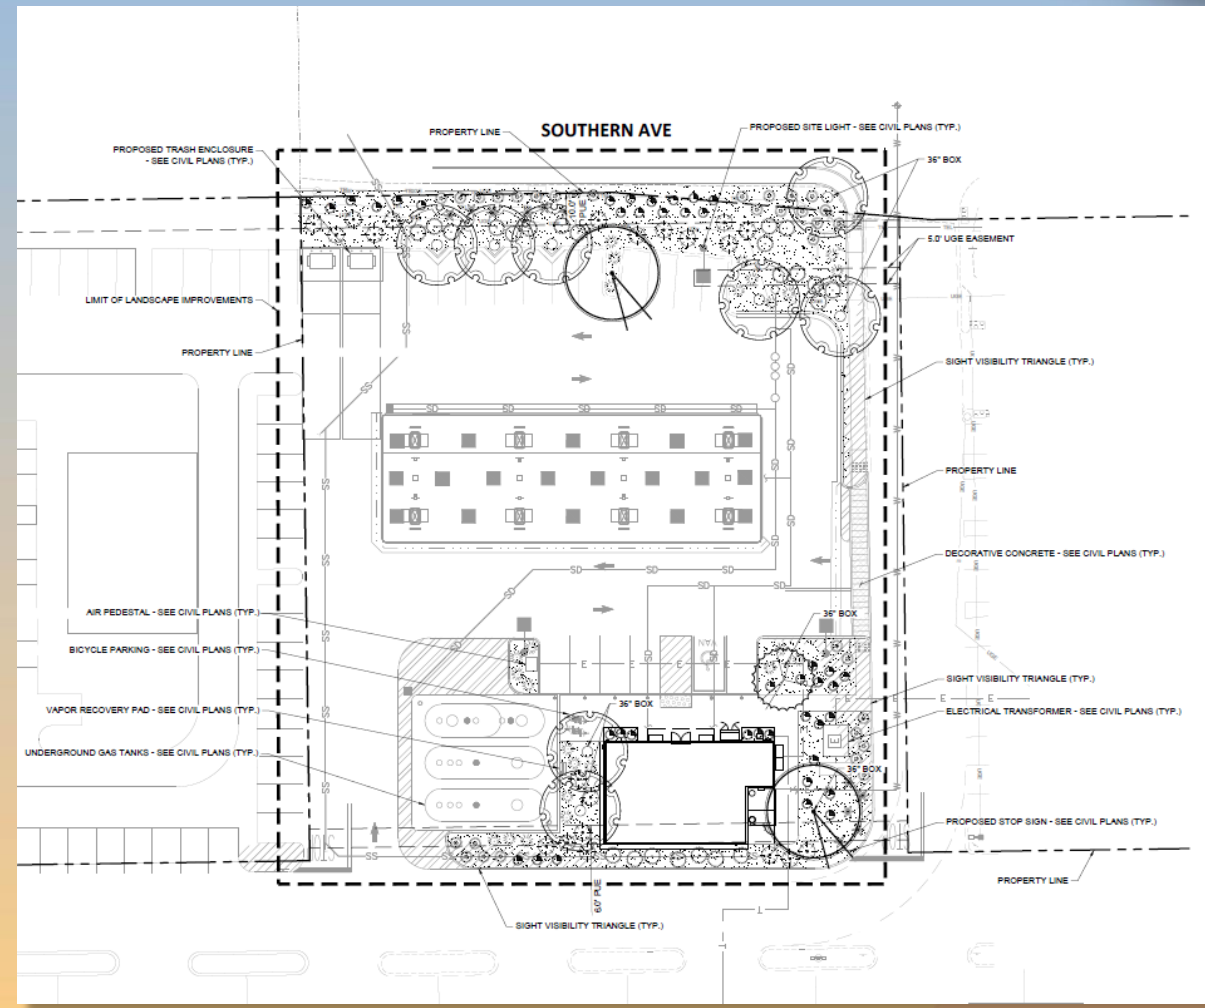 PROPERTY LINE
SOUTHERN AVE
PROPOSED SITE LIGHT - SEE CIVIL PLANS (TYP.)
PROPOSED TRASH ENCLOSURE
- SEE CIVIL PLANS (TYP.)
36" BOX
10.0'
PUE
5.0' UGE EASEMENT
LIMIT OF LANDSCAPE IMPROVEMENTS
PROPERTY LINE
SIGHT VISIBILITY TRIANGLE (TYP.)
PROPERTY LINE
DECORATIVE CONCRETE - SEE CIVIL PLANS (TYP.)
AIR PEDESTAL - SEE CIVIL PLANS (TYP.)
36" BOX
BICYCLE PARKING - SEE CIVIL PLANS (TYP.)
VAN
SIGHT VISIBILITY TRIANGLE (TYP.)
VAPOR RECOVERY PAD - SEE CIVIL PLANS (TYP.)
36" BOX
ELECTRICAL TRANSFORMER - SEE CIVIL PLANS (TYP.)
UNDERGROUND GAS TANKS - SEE CIVIL PLANS (TYP.)
36" BOX
PROPOSED STOP SIGN - SEE CIVIL PLANS (TYP.)
PROPERTY LINE
6.0' PUE
SIGHT VISIBILITY TRIANGLE (TYP.)